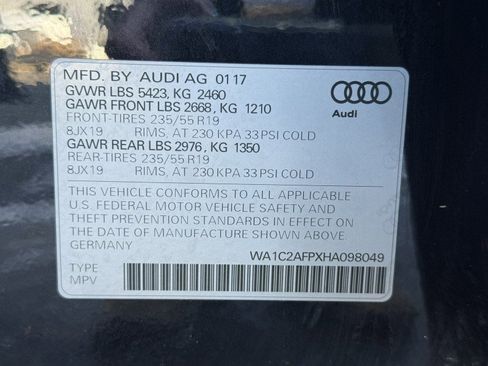 MFD. BY AUDI AG 01 17
GVWR LBS 5423, KG 2460
GAWR FRONT LBS 2668, KG 1210
FRONT-TIRES 235/55 R19
8JX19 RIMS, AT 230 KPA 33 PSI COLD
GAWR REAR LBS 2976, KG 1350
REAR-TIRES 235/55 R19
8JX19 RIMS, AT 230 KPA 33 PSI COLD
Audi
THIS VEHICLE CONFORMS TO ALL APPLICABLE
U.S. FEDERAL MOTOR VEHICLE SAFETY AND
THEFT PREVENTION STANDARDS IN EFFECT ON
THE DATE OF MANUFACTURE SHOWN ABOVE
GERMANY
WA1C2AFPXHA098049
TYPE
MPV